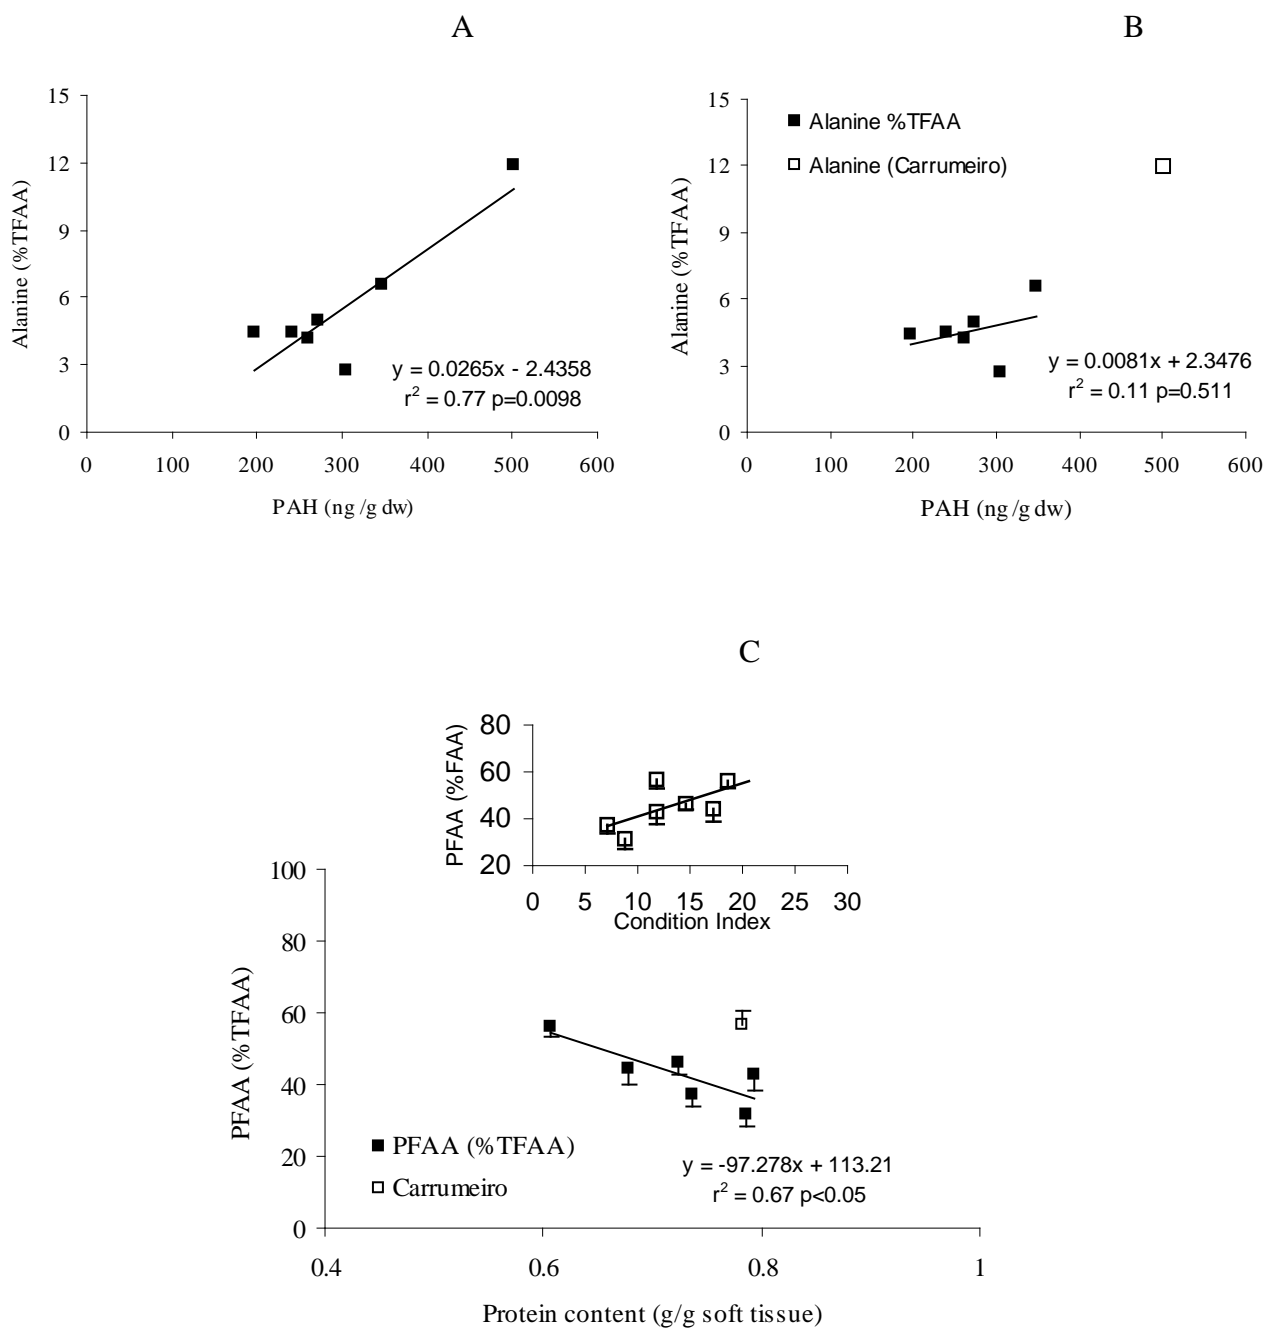 A
Alanine (%TFAA)
15
12
9
6
3
0
y = 0.0265x - 2.4358
r² = 0.77 p=0.0098
0 100 200 300 400 500 600
PAH (ng /g dw)
B
Alanine (%TFAA)
15
12
9
6
3
0
Alanine %TFAA
Alanine (Carrumeiro)
y = 0.0081x + 2.3476
r² = 0.11 p=0.511
0 100 200 300 400 500 600
PAH (ng /g dw)
C
PFAA (%FAA)
80
60
40
20
0 5 10 15 20 25 30
Condition Index
PFAA (%TFAA)
100
80
60
40
20
0
PFAA (%TFAA)
Carrumeiro
y = -97.278x + 113.21
r² = 0.67 p<0.05
0.4 0.6 0.8 1
Protein content (g/g soft tissue)